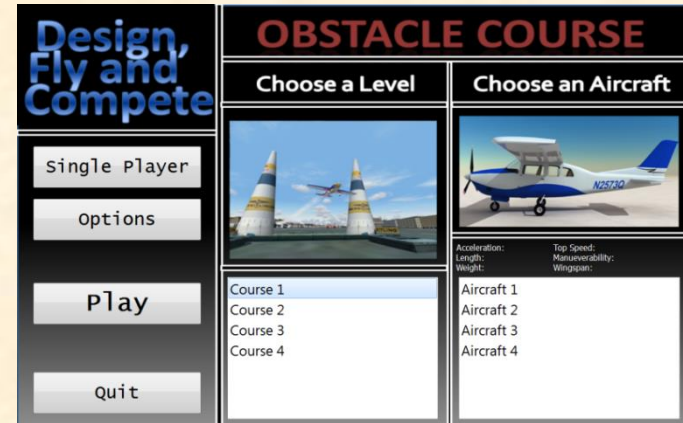 Design,
Fly and
Compete
OBSTACLE COURSE
Choose a Level
Choose an Aircraft
Single Player
Options
Play
Quit
N2573Q
Acceleration: Top Speed:
Length: Manueverability:
Weight: Wingspan:
Course 1
Course 2
Course 3
Course 4
Aircraft 1
Aircraft 2
Aircraft 3
Aircraft 4